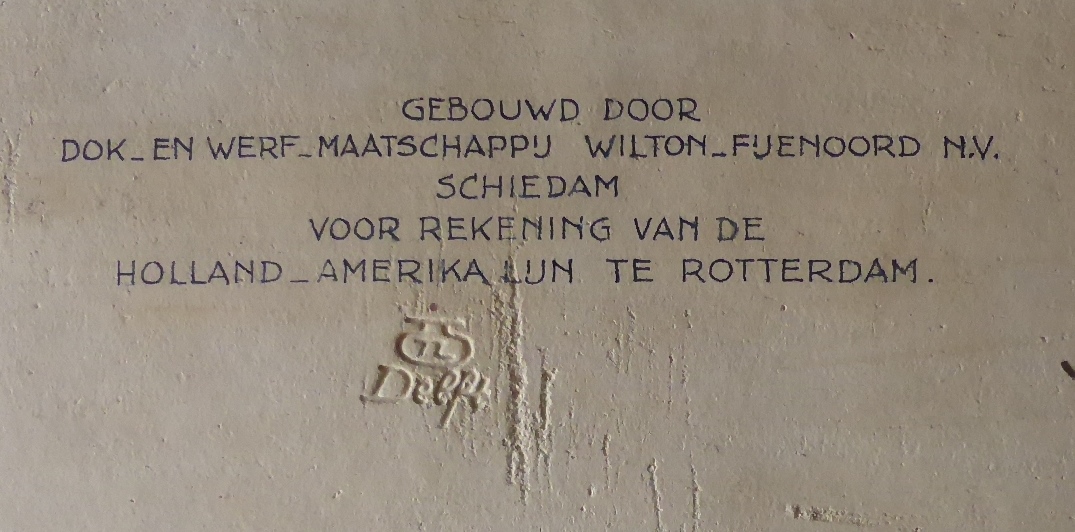 GEBOUWD DOOR
DOK_EN WERF_MAATSCHAPPIJ WILTON_FIJENOORD N.V.
SCHIEDAM
VOOR REKENING VAN DE
HOLLAND_AMERIKA LIJN TE ROTTERDAM.
Delft